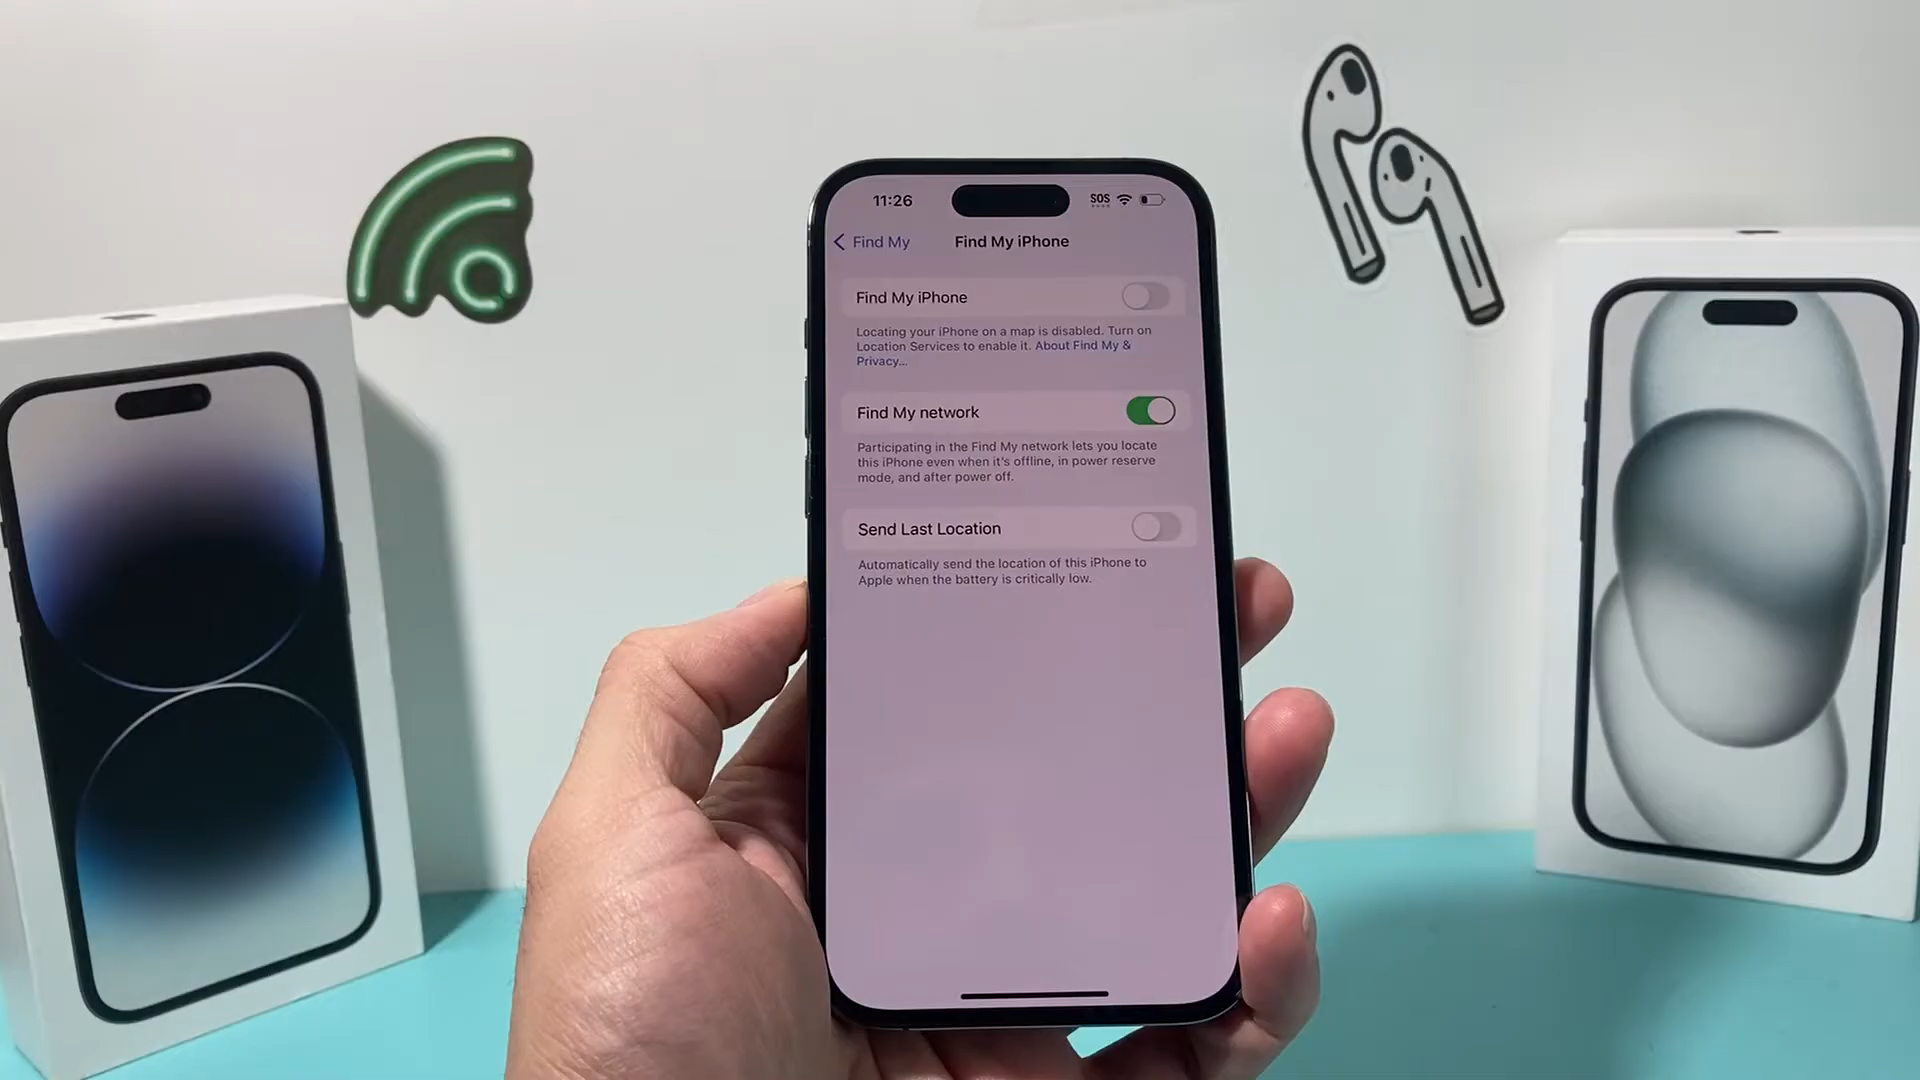 11:26
SOS
Find My
Find My iPhone
Find My iPhone
Locating your iPhone on a map is disabled. Turn on
Location Services to enable it. About Find My &
Privacy...
Find My network
Participating in the Find My network lets you locate
this iPhone even when it's offline, in power reserve
mode, and after power off.
Send Last Location
Automatically send the location of this iPhone to
Apple when the battery is critically low.